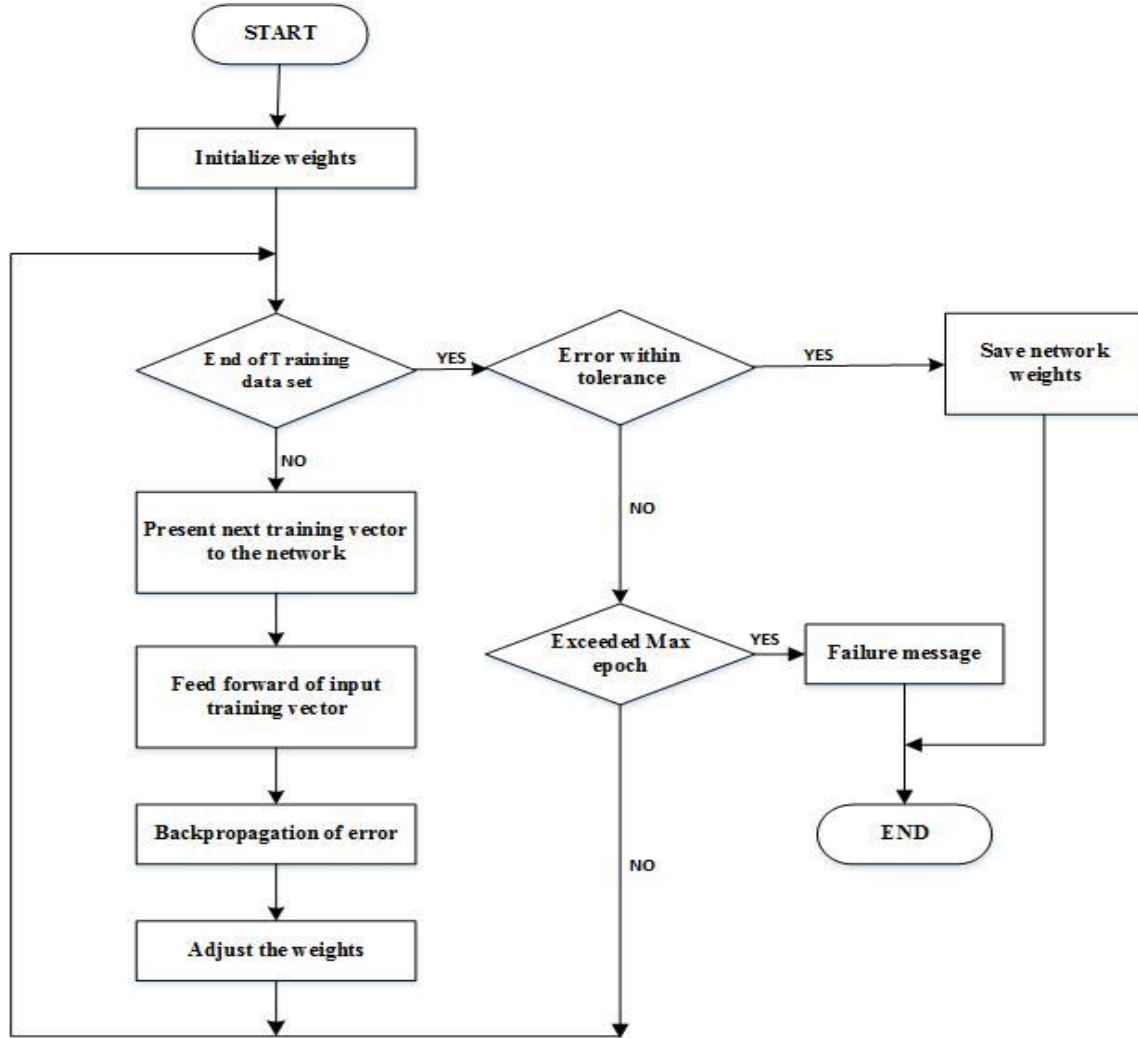 START
Initialize weights
End of Training
data set
YES
Error within
tolerance
YES
Save network
weights
NO
Present next training vector
to the network
NO
Exceeded Max
epoch
YES
Failure message
Feed forward of input
training vector
Backpropagation of error
END
NO
Adjust the weights